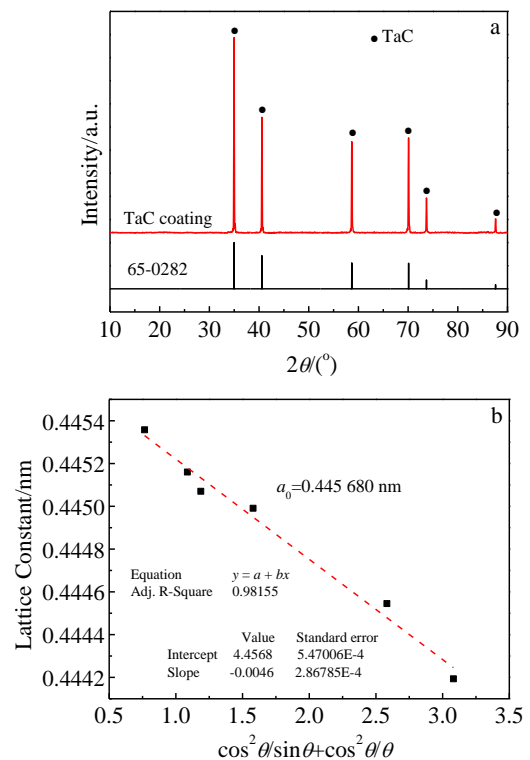 a
TaC
Intensity/a.u.
TaC coating
65-0282
10 20 30 40 50 60 70 80 90
2θ/(°)
b
0.4454
0.4452
0.4450
0.4448
0.4446
0.4444
0.4442
Lattice Constant/nm
a₀=0.445 680 nm
Equation y = a + bx
Adj. R-Square 0.98155
Value Standard error
Intercept 4.4568 5.47006E-4
Slope -0.0046 2.86785E-4
0.5 1.0 1.5 2.0 2.5 3.0 3.5
cos²θ/sinθ+cos²θ/θ